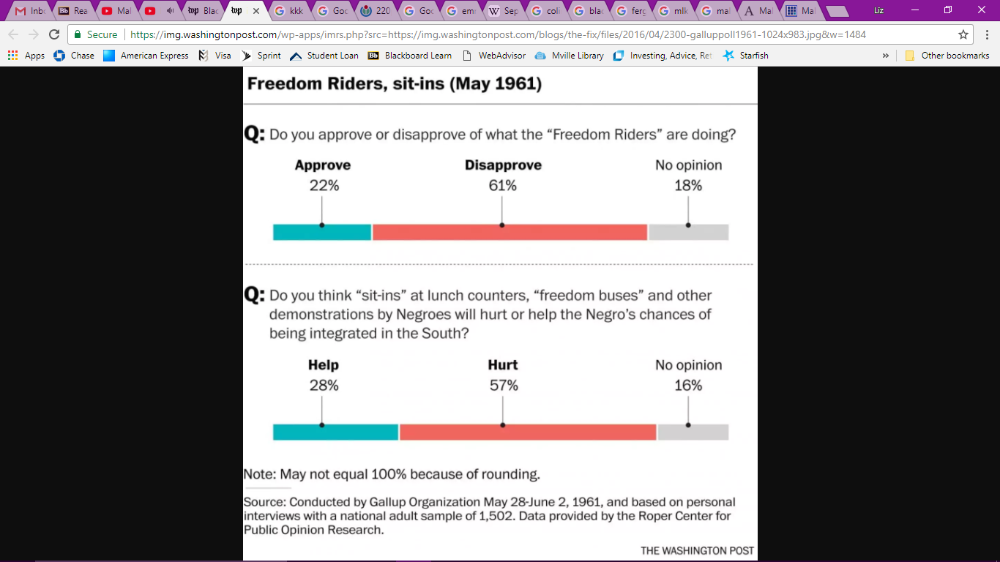 Inbo
Rea
Mal
Blac
kkk
Goo
220
Goo
emr
Sep
coli
blac
ferg
mlk
mal
Mal
Mal
Liz
Secure
https://img.washingtonpost.com/wp-apps/imrs.php?src=https://img.washingtonpost.com/blogs/the-fix/files/2016/04/2300-galluppoll1961-1024x983.jpg&w=1484
Apps
Chase
American Express
Visa
Sprint
Student Loan
Bb Blackboard Learn
WebAdvisor
Mville Library
Investing, Advice, Ret
Starfish
»
Other bookmarks
Freedom Riders, sit-ins (May 1961)
Q: Do you approve or disapprove of what the “Freedom Riders” are doing?
Approve Disapprove No opinion
22% 61% 18%
Q: Do you think “sit-ins” at lunch counters, “freedom buses” and other
demonstrations by Negroes will hurt or help the Negro’s chances of
being integrated in the South?
Help Hurt No opinion
28% 57% 16%
Note: May not equal 100% because of rounding.
Source: Conducted by Gallup Organization May 28-June 2, 1961, and based on personal
interviews with a national adult sample of 1,502. Data provided by the Roper Center for
Public Opinion Research.
THE WASHINGTON POST